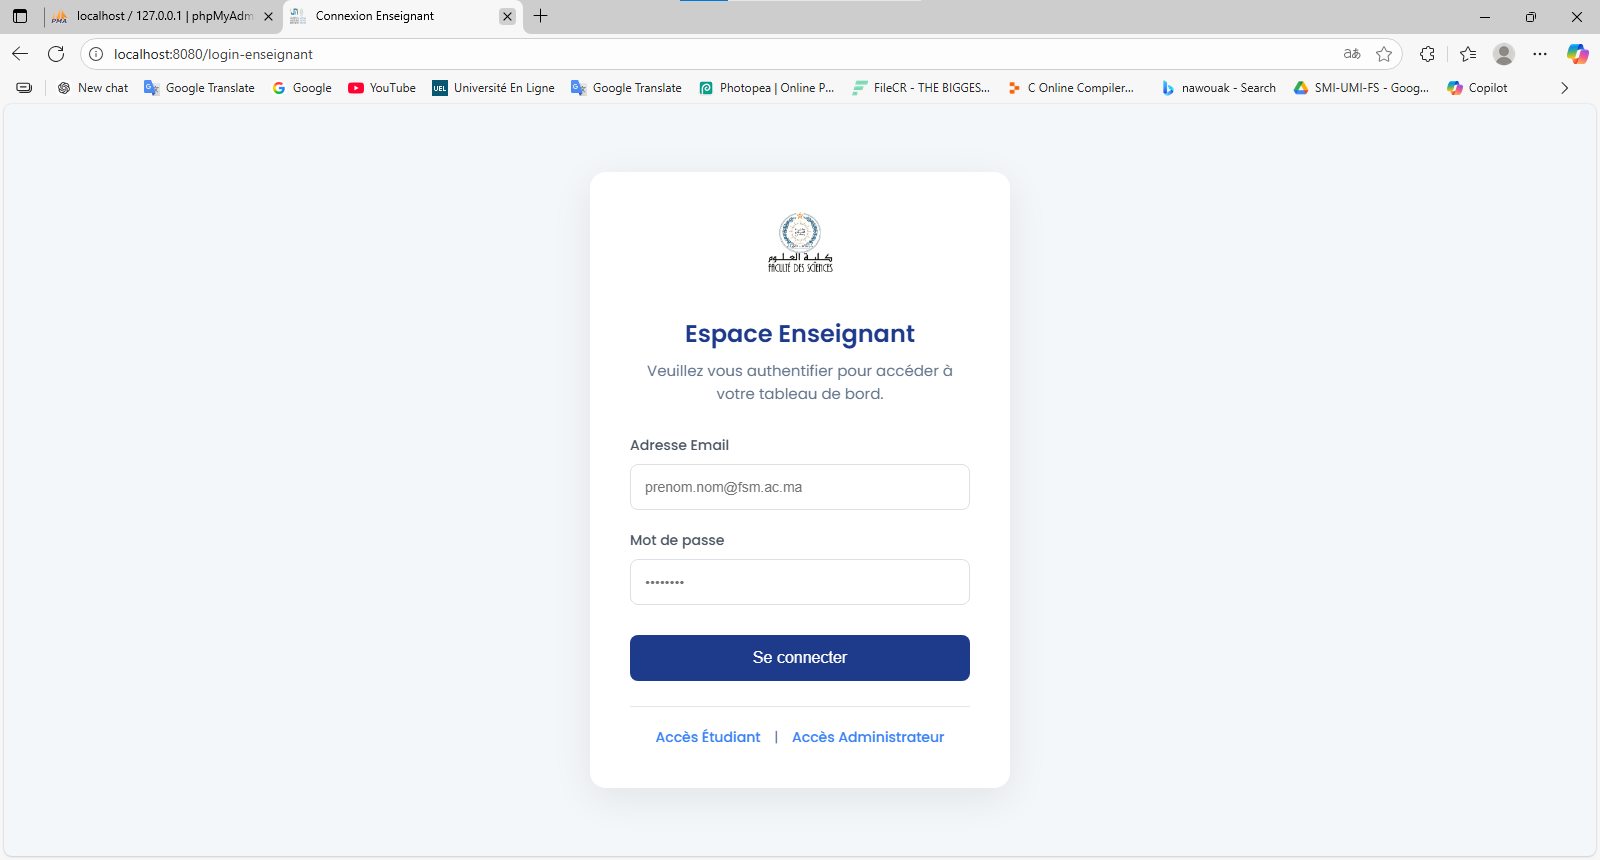 localhost / 127.0.0.1 | phpMyAdm
Connexion Enseignant
localhost:8080/login-enseignant
New chat
Google Translate
Google
YouTube
UEL
Université En Ligne
Google Translate
Photopea | Online P...
FileCR - THE BIGGES...
C Online Compiler...
nawouak - Search
SMI-UMI-FS - Goog...
Copilot
كلية العلوم
FACULTÉ DES SCIENCES
Espace Enseignant
Veuillez vous authentifier pour accéder à
votre tableau de bord.
Adresse Email
prenom.nom@fsm.ac.ma
Mot de passe
••••••••
Se connecter
Accès Étudiant | Accès Administrateur